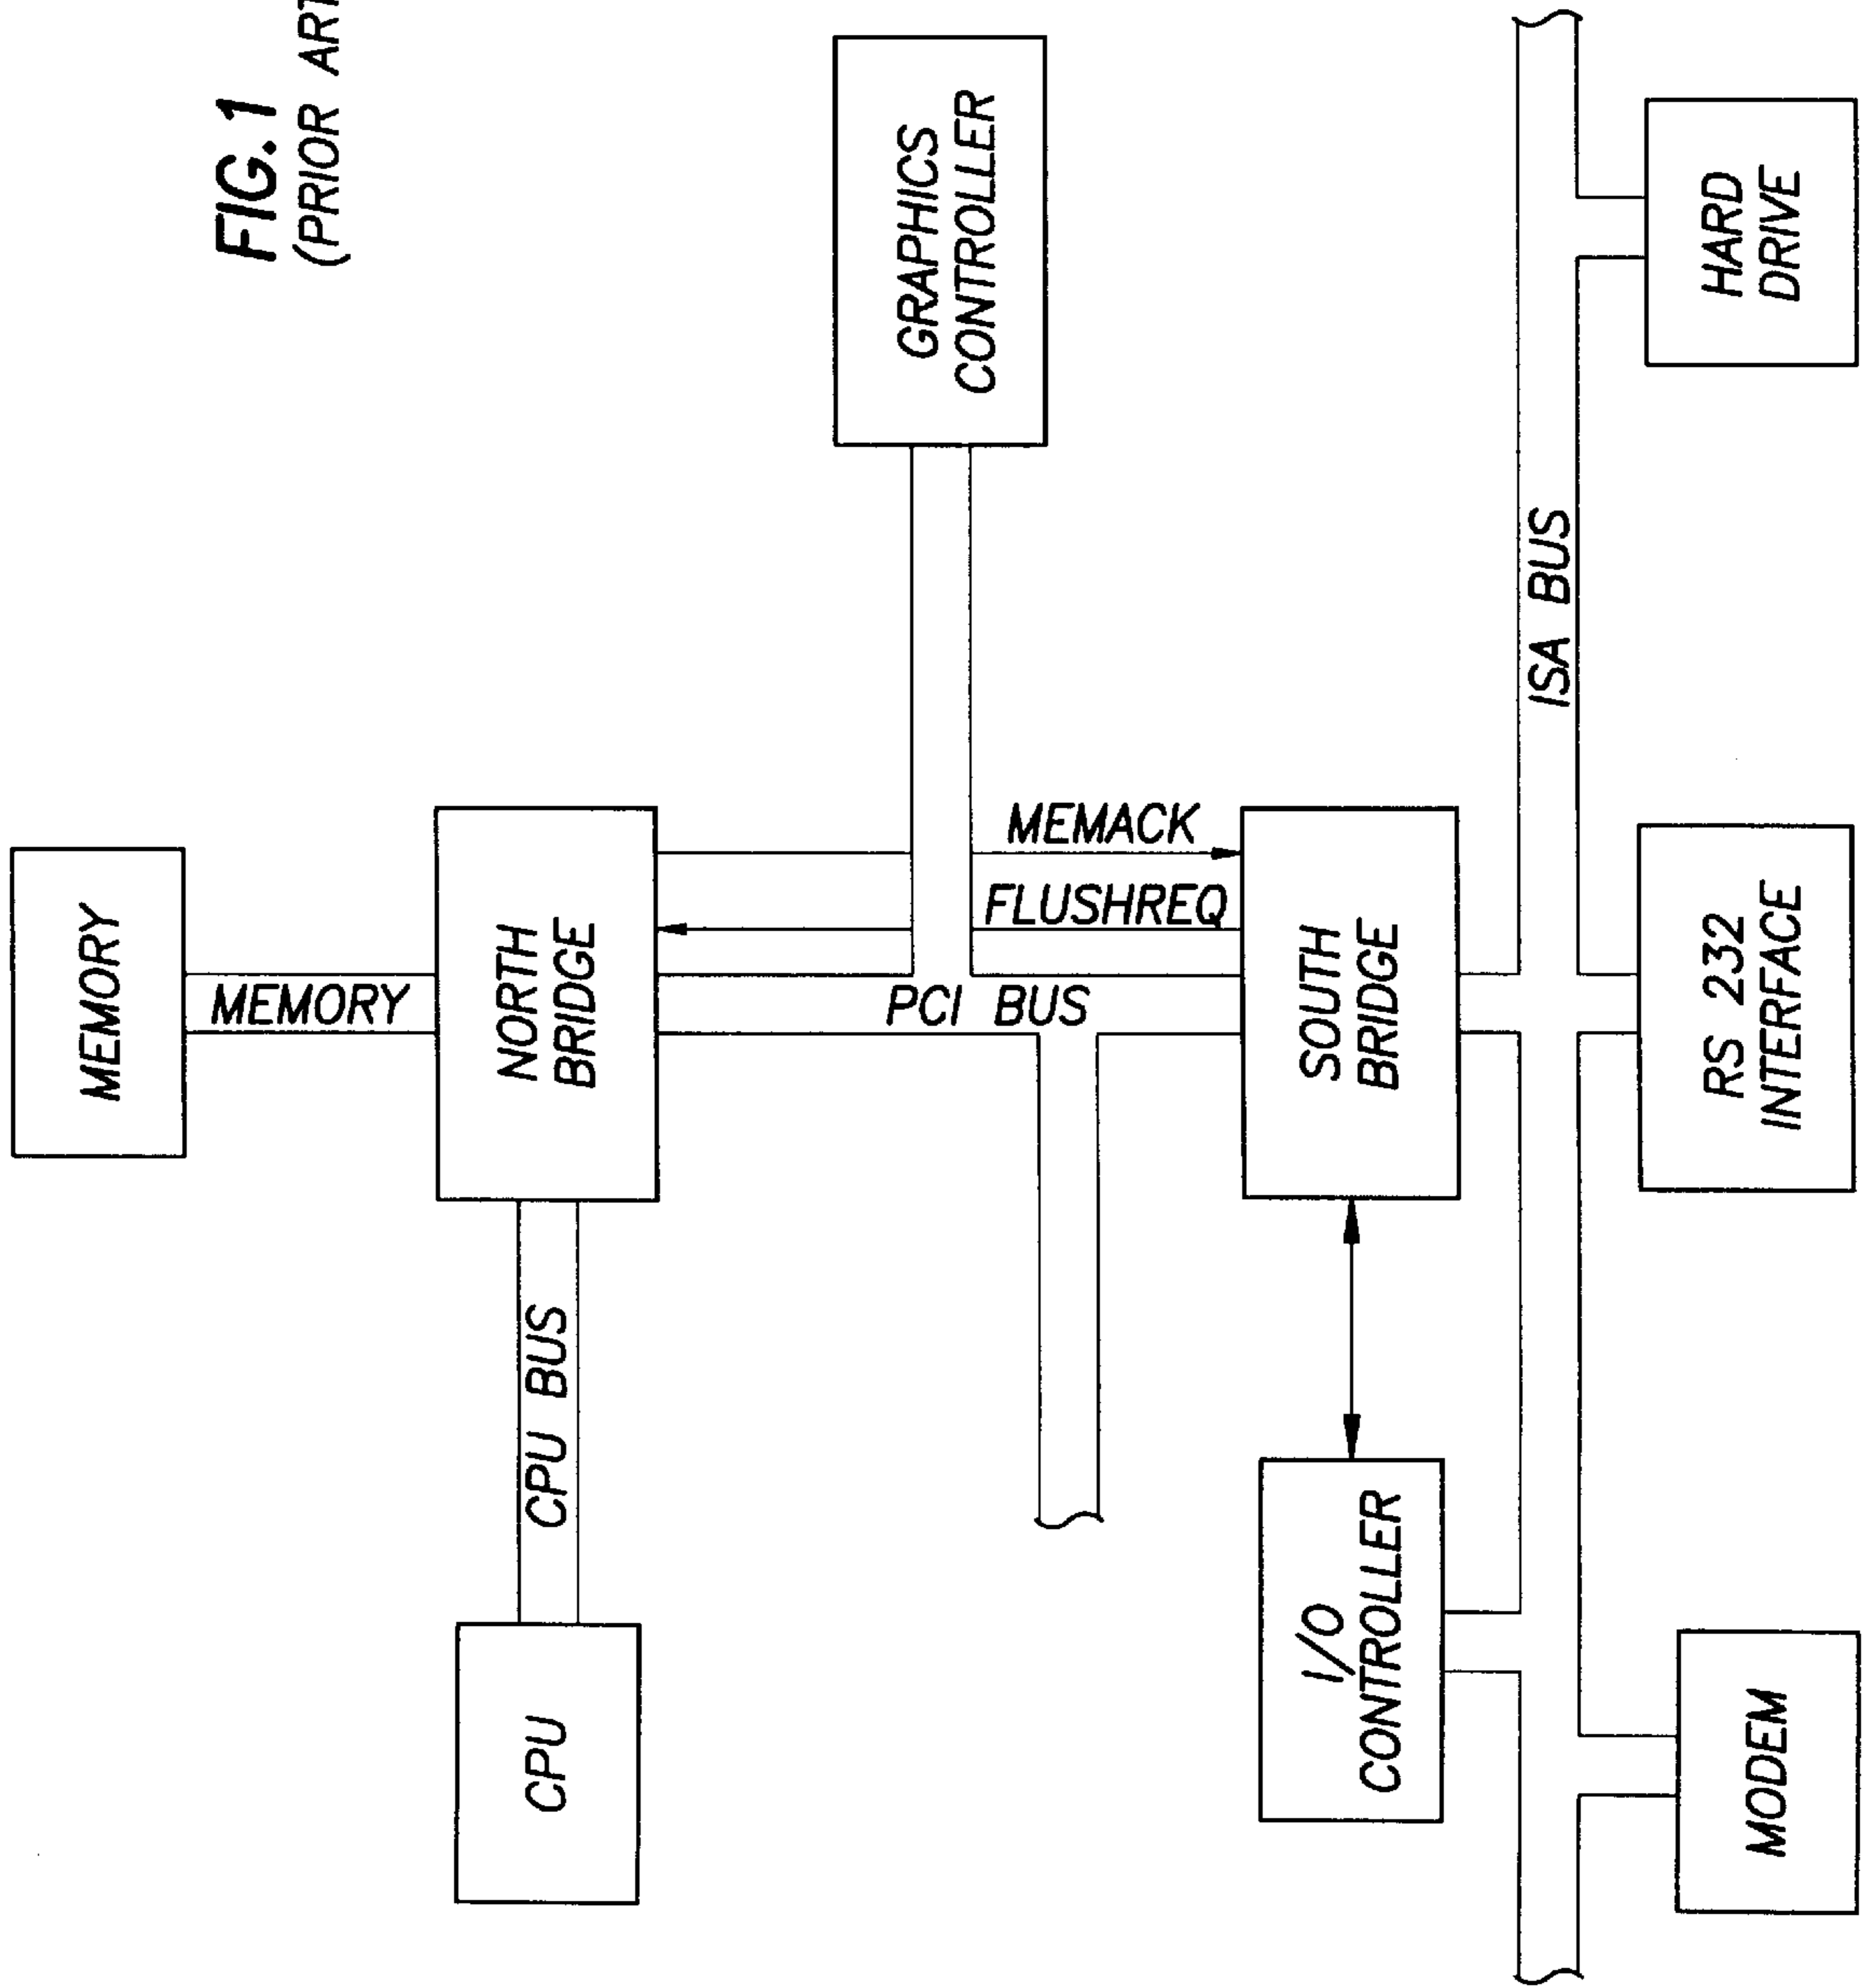 FIG.1
(PRIOR ART
MEMORY
MEMORY
CPU
CPU BUS
NORTH
BRIDGE
GRAPHICS
CONTROLLER
PCI BUS
FLUSHREQ
MEMACK
I/O
CONTROLLER
SOUTH
BRIDGE
ISA BUS
MODEM
RS 232
INTERFACE
HARD
DRIVE